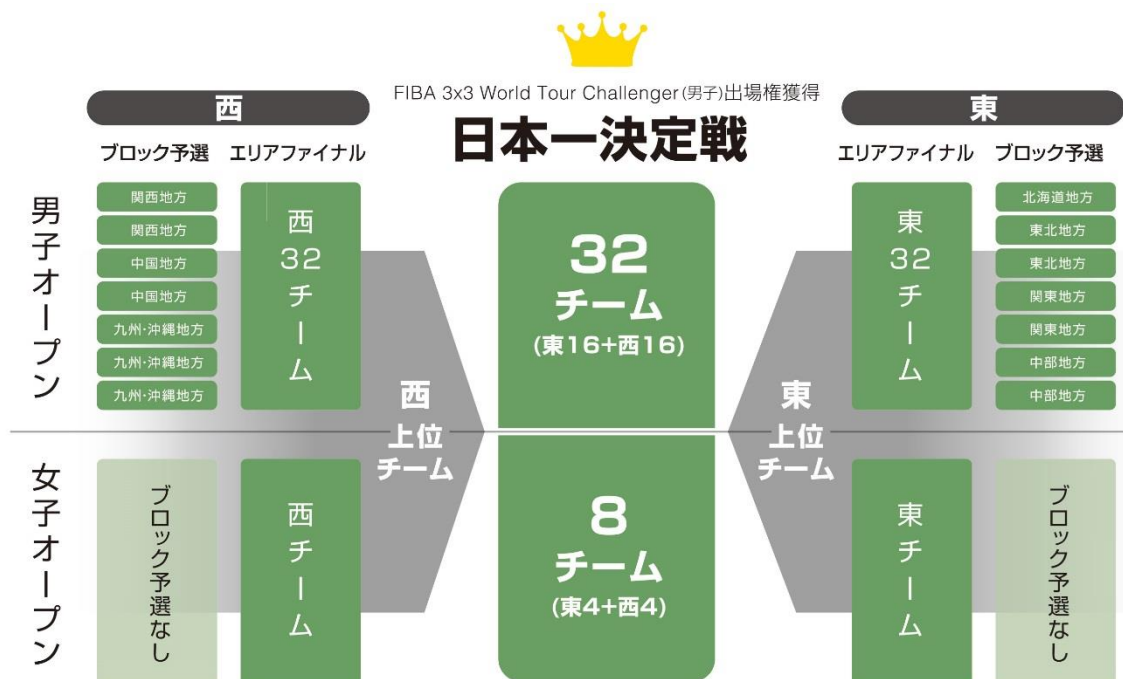 FIBA 3x3 World Tour Challenger(男子)出場権獲得
日本一決定戦
西
ブロック予選
エリアファイナル
東
エリアファイナル
ブロック予選
男子オープン
関西地方
関西地方
中国地方
中国地方
九州・沖縄地方
九州・沖縄地方
九州・沖縄地方
西32チーム
西
上位
チーム
32
チーム
(東16+西16)
東
上位
チーム
東32チーム
北海道地方
東北地方
東北地方
関東地方
関東地方
中部地方
中部地方
女子オープン
ブロック予選なし
西チーム
8
チーム
(東4+西4)
東チーム
ブロック予選なし